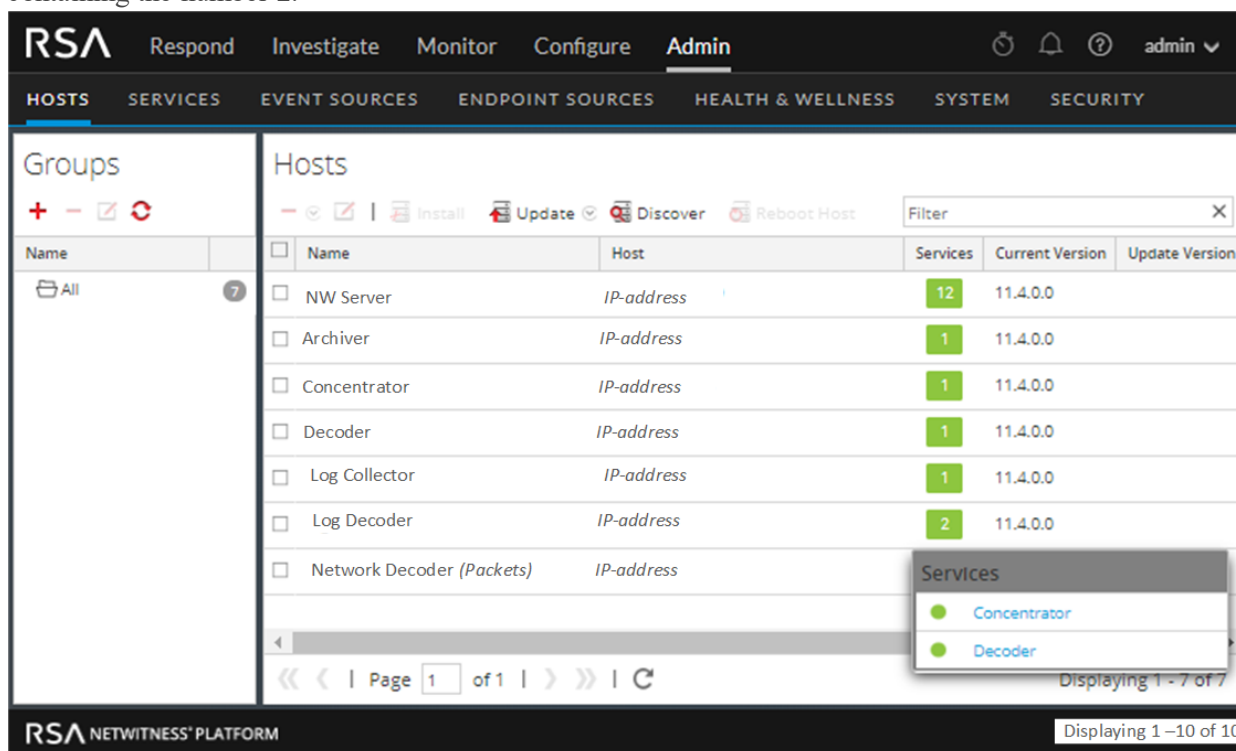 containing the number 2.
RSA Respond Investigate Monitor Configure Admin admin
HOSTS SERVICES EVENT SOURCES ENDPOINT SOURCES HEALTH & WELLNESS SYSTEM SECURITY
Groups
Name
All 7
Hosts
Install Update Discover Reboot Host Filter
Name Host Services Current Version Update Version
NW Server IP-address 12 11.4.0.0
Archiver IP-address 1 11.4.0.0
Concentrator IP-address 1 11.4.0.0
Decoder IP-address 1 11.4.0.0
Log Collector IP-address 1 11.4.0.0
Log Decoder IP-address 2 11.4.0.0
Network Decoder (Packets) IP-address
Services
Concentrator
Decoder
Page 1 of 1
Displaying 1 - 7 of 7
RSA NETWITNESS® PLATFORM
Displaying 1 –10 of 10